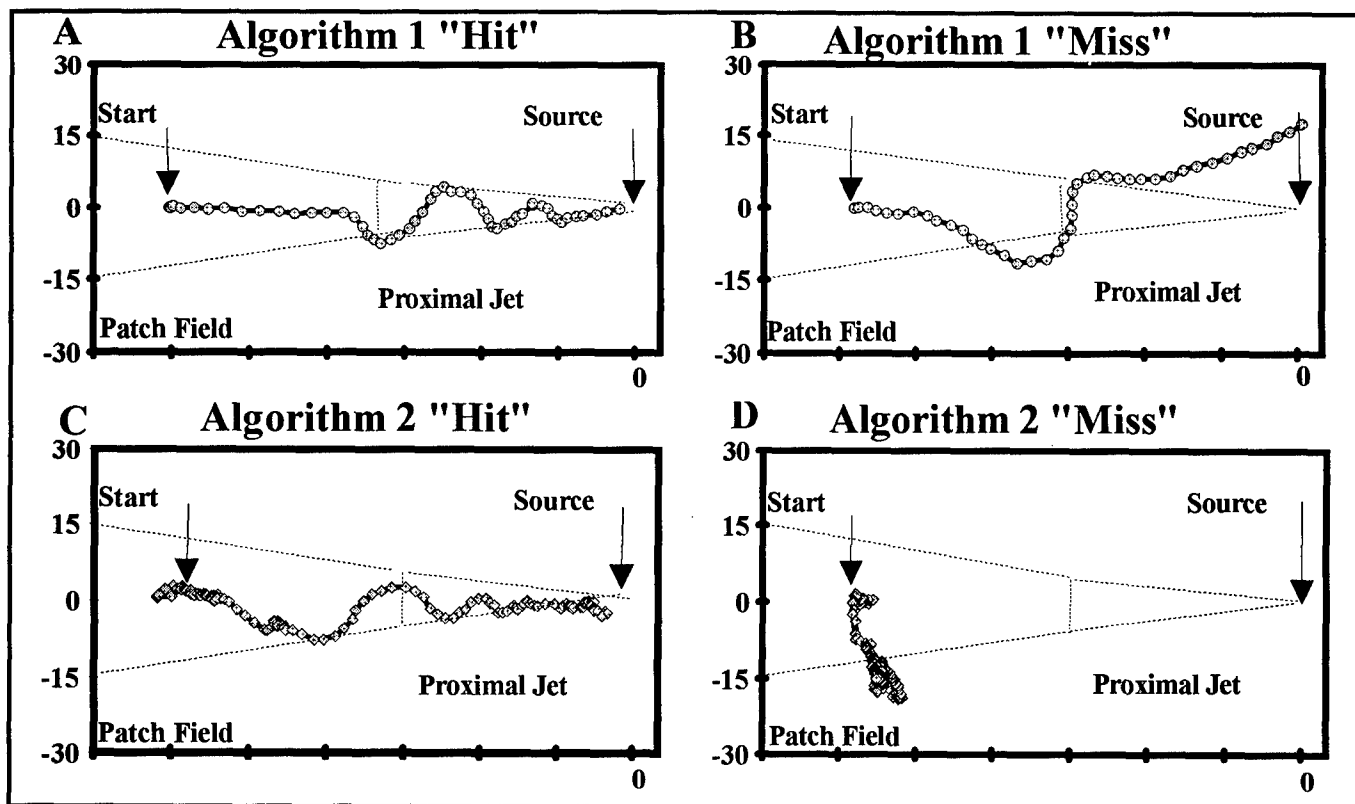 A Algorithm 1 "Hit"
30
Start
Source
15
0
-15
Proximal Jet
Patch Field
-30
0
B Algorithm 1 "Miss"
30
Start
Source
15
0
-15
Proximal Jet
Patch Field
-30
0
C Algorithm 2 "Hit"
30
Start
Source
15
0
-15
Proximal Jet
Patch Field
-30
0
D Algorithm 2 "Miss"
30
Start
Source
15
0
-15
Proximal Jet
Patch Field
-30
0